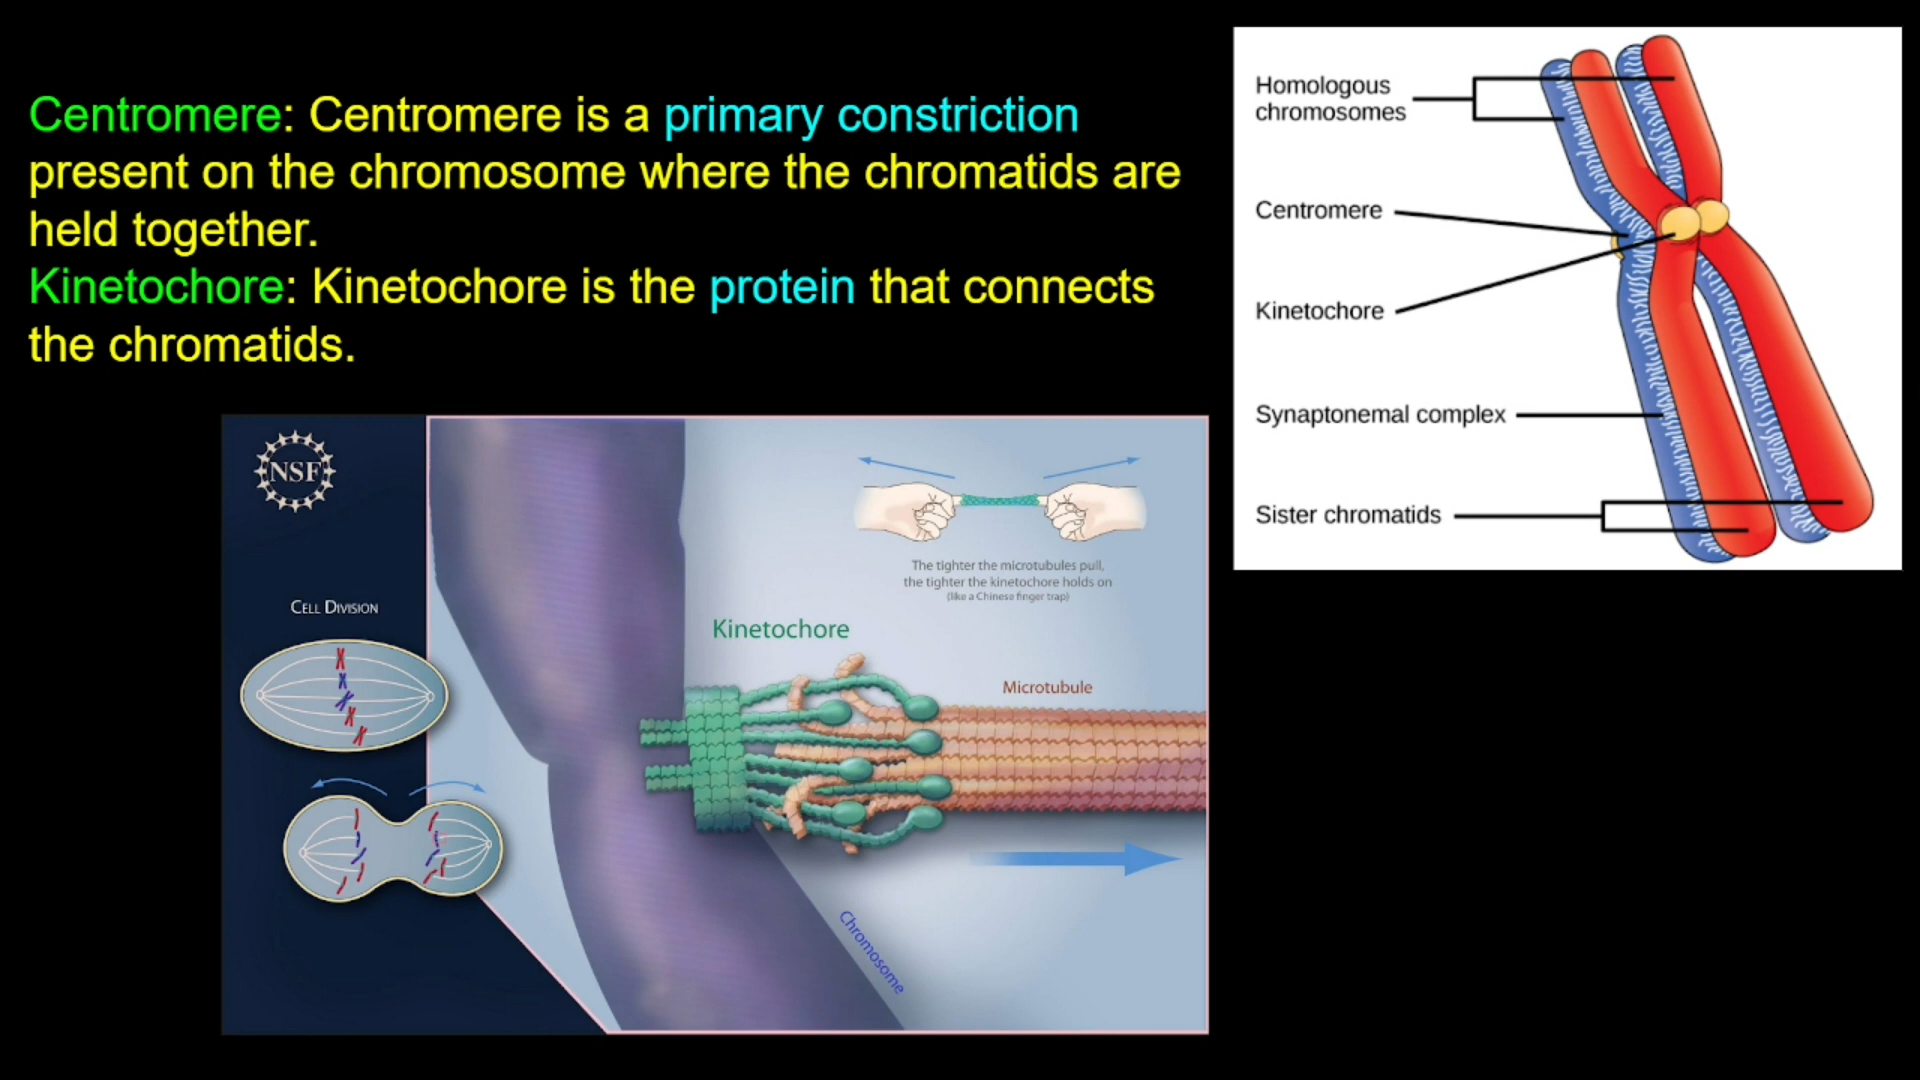 Centromere: Centromere is a primary constriction
present on the chromosome where the chromatids are
held together.
Kinetochore: Kinetochore is the protein that connects
the chromatids.
Homologous
chromosomes
Centromere
Kinetochore
Synaptonemal complex
Sister chromatids
NSF
CELL DIVISION
The tighter the microtubules pull,
the tighter the kinetochore holds on
(like a Chinese finger trap)
Kinetochore
Microtubule
Chromosome